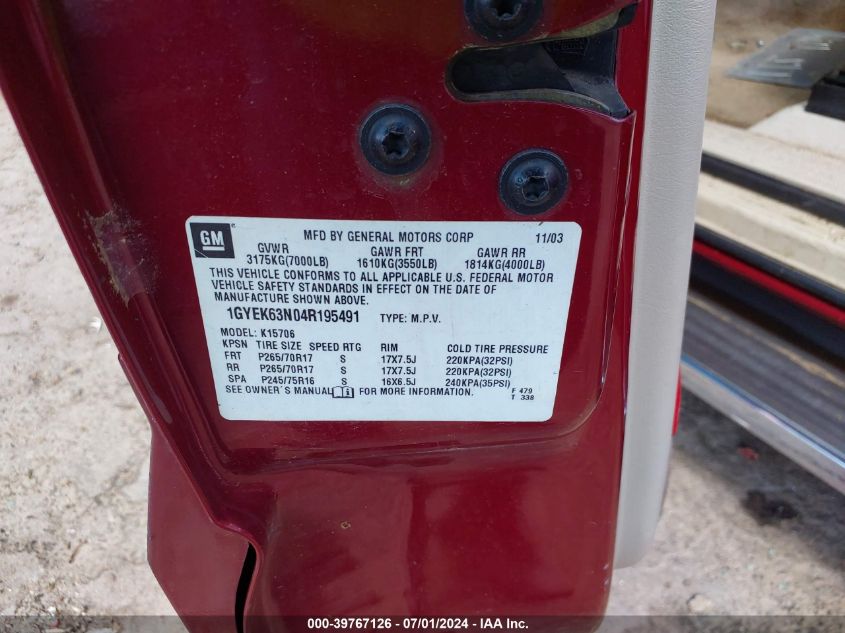 GM
MFD BY GENERAL MOTORS CORP 11/03
GVWR GAWR FRT GAWR RR
3175KG(7000LB) 1610KG(3550LB) 1814KG(4000LB)
THIS VEHICLE CONFORMS TO ALL APPLICABLE U.S. FEDERAL MOTOR
VEHICLE SAFETY STANDARDS IN EFFECT ON THE DATE OF
MANUFACTURE SHOWN ABOVE.
1GYEK63N04R195491 TYPE: M.P.V.
MODEL: K15706
KPSN TIRE SIZE SPEED RTG RIM COLD TIRE PRESSURE
FRT P265/70R17 S 17X7.5J 220KPA(32PSI)
RR P265/70R17 S 17X7.5J 220KPA(32PSI)
SPA P245/75R16 S 16X6.5J 240KPA(35PSI)
SEE OWNER'S MANUAL FOR MORE INFORMATION. F 479
T 338
000-39767126 - 07/01/2024 - IAA Inc.